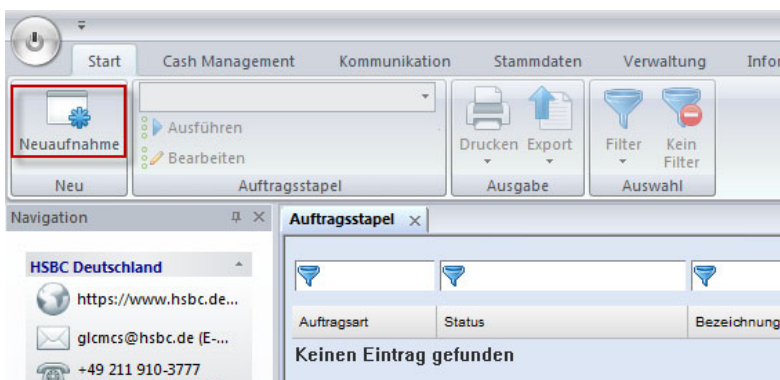 Start Cash Management Kommunikation Stammdaten Verwaltung Infor
Neuaufnahme
Ausführen
Bearbeiten
Drucken Export Filter Kein Filter
Neu Auftragsstapel Ausgabe Auswahl
Navigation
Auftragsstapel
HSBC Deutschland
https://www.hsbc.de...
glcmcs@hsbc.de (E-...
+49 211 910-3777
Auftragsart Status Bezeichnung
Keinen Eintrag gefunden